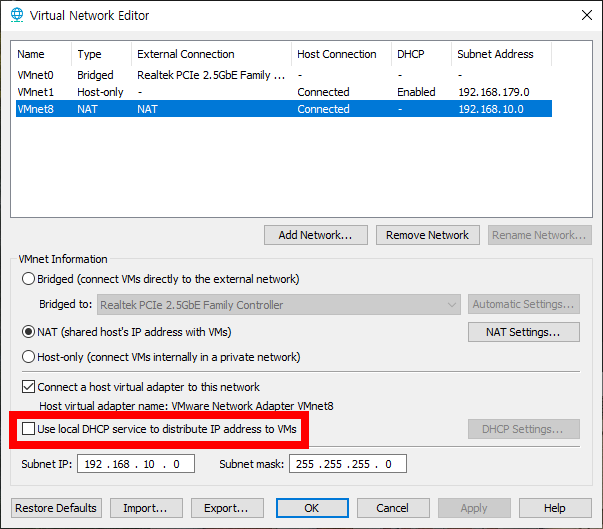 Virtual Network Editor
Name Type External Connection Host Connection DHCP Subnet Address
VMnet0 Bridged Realtek PCIe 2.5GbE Family ... - - -
VMnet1 Host-only - Connected Enabled 192.168.179.0
VMnet8 NAT NAT Connected - 192.168.10.0
Add Network... Remove Network Rename Network...
VMnet Information
Bridged (connect VMs directly to the external network)
Bridged to: Realtek PCIe 2.5GbE Family Controller Automatic Settings...
NAT (shared host's IP address with VMs) NAT Settings...
Host-only (connect VMs internally in a private network)
Connect a host virtual adapter to this network
Host virtual adapter name: VMware Network Adapter VMnet8
Use local DHCP service to distribute IP address to VMs DHCP Settings...
Subnet IP: 192 . 168 . 10 . 0 Subnet mask: 255 . 255 . 255 . 0
Restore Defaults Import... Export... OK Cancel Apply Help